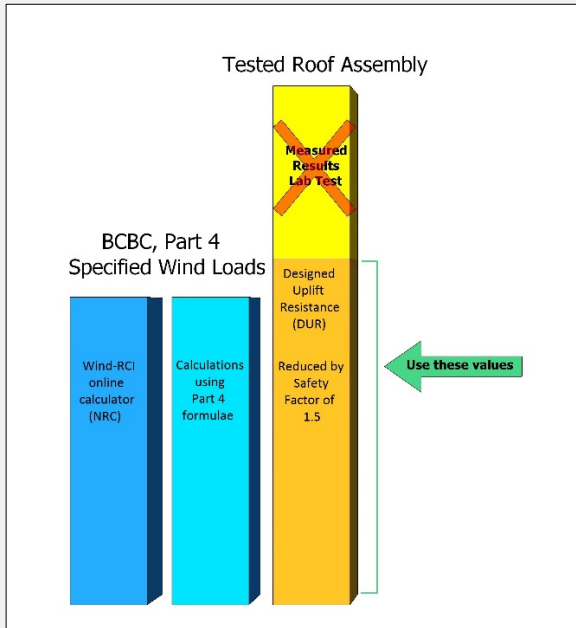 Tested Roof Assembly
Measured
Results
Lab Test
BCBC, Part 4
Specified Wind Loads
Designed
Uplift
Resistance
(DUR)
Reduced by
Safety
Factor of
1.5
Wind-RCI
online
calculator
(NRC)
Calculations
using
Part 4
formulae
Use these values